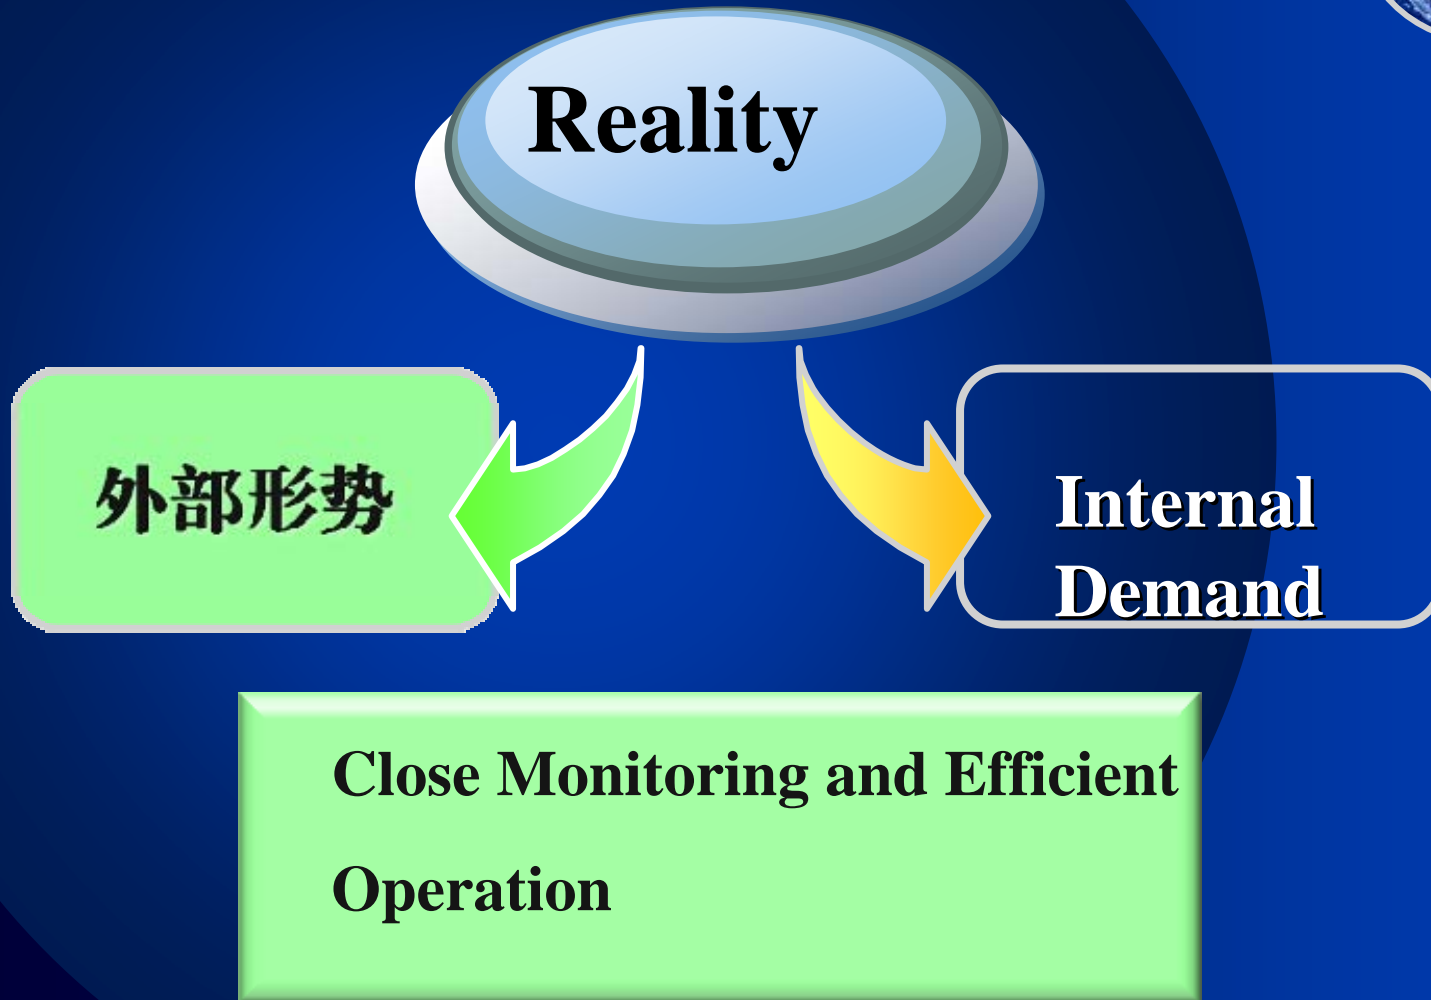 Reality
外部形势
Internal
Demand
Close Monitoring and Efficient
Operation